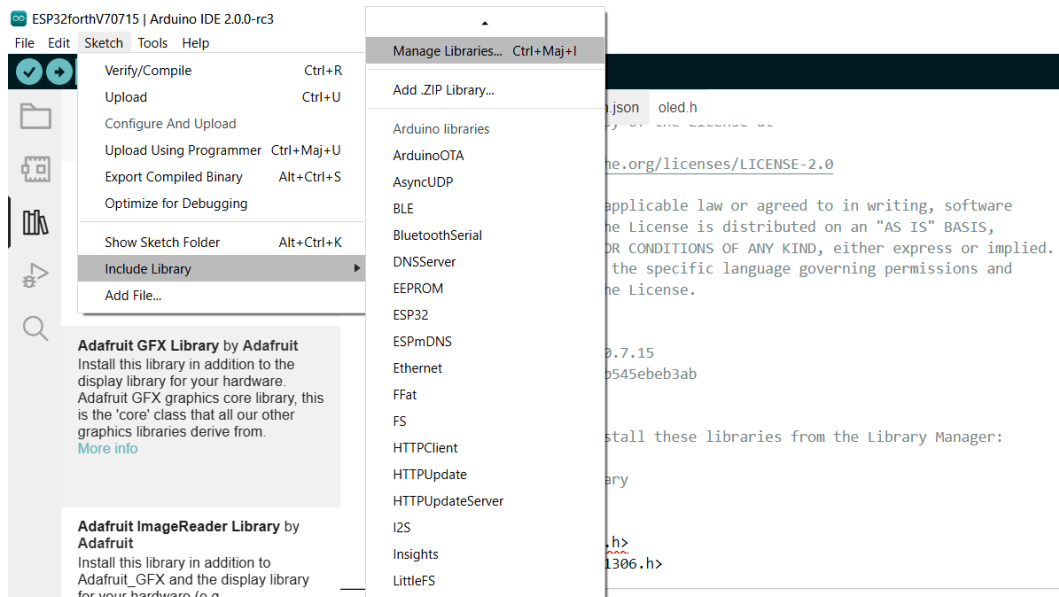 ESP32forthV70715 | Arduino IDE 2.0.0-rc3
File Edit Sketch Tools Help
Verify/Compile Ctrl+R
Upload Ctrl+U
Configure And Upload
Upload Using Programmer Ctrl+Maj+U
Export Compiled Binary Alt+Ctrl+S
Optimize for Debugging
Show Sketch Folder Alt+Ctrl+K
Include Library
Add File...
Manage Libraries... Ctrl+Maj+I
Add .ZIP Library...
Arduino libraries
ArduinoOTA
AsyncUDP
BLE
BluetoothSerial
DNSServer
EEPROM
ESP32
ESPmDNS
Ethernet
FFat
FS
HTTPClient
HTTPUpdate
HTTPUpdateServer
I2S
Insights
LittleFS
Adafruit GFX Library by Adafruit
Install this library in addition to the
display library for your hardware.
Adafruit GFX graphics core library, this
is the 'core' class that all our other
graphics libraries derive from.
More info
Adafruit ImageReader Library by
Adafruit
Install this library in addition to
Adafruit_GFX and the display library
for your hardware (e.g.
.json oled.h
of the License at
ne.org/licenses/LICENSE-2.0
applicable law or agreed to in writing, software
the License is distributed on an "AS IS" BASIS,
OR CONDITIONS OF ANY KIND, either express or implied.
the specific language governing permissions and
the License.
0.7.15
b545ebeb3ab
stall these libraries from the Library Manager:
ary
.h>
1306.h>